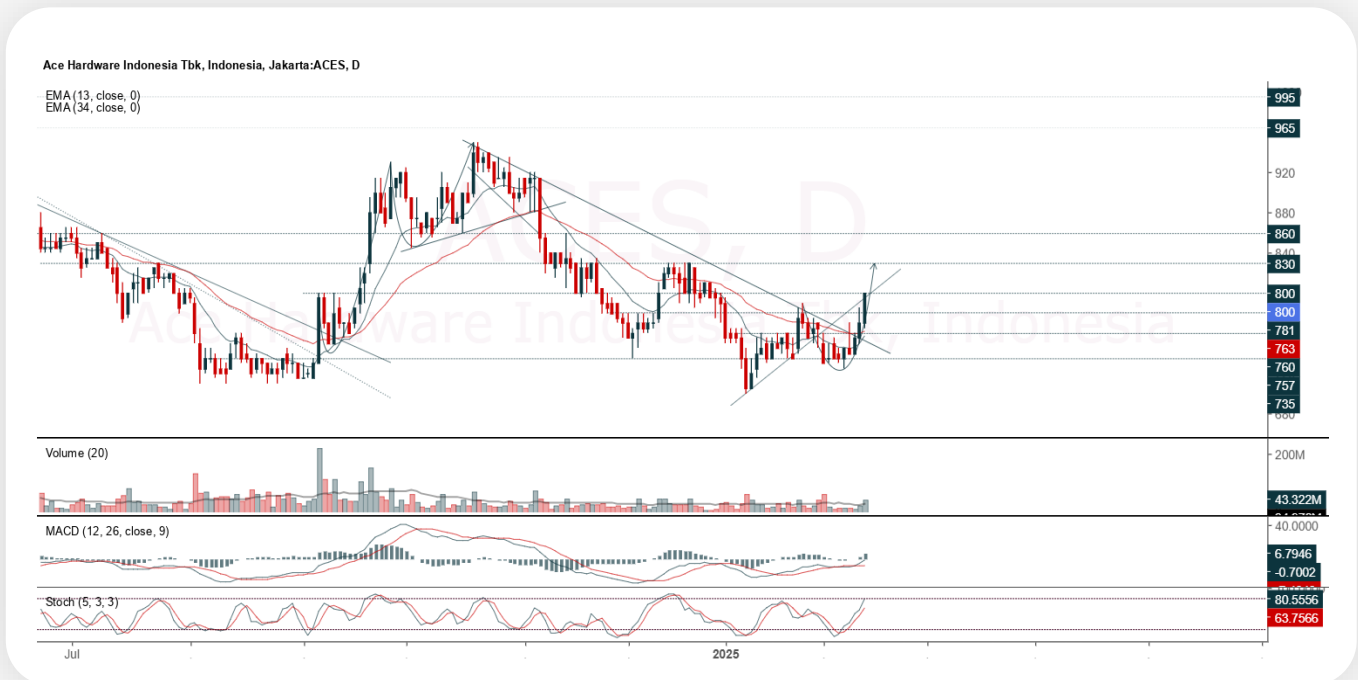 Ace Hardware Indonesia Tbk, Indonesia, Jakarta:ACES, D
EMA (13, close, 0)
EMA (34, close, 0)
995
965
920
880
860
840
830
800
800
781
763
760
757
735
680
ACES, D
Ace Hardware Indonesia Tbk, Indonesia
Volume (20)
200M
43.322M
MACD (12, 26, close, 9)
40.0000
6.7946
-0.7002
Stoch (5, 3, 3)
80.5556
63.7566
Jul
2025